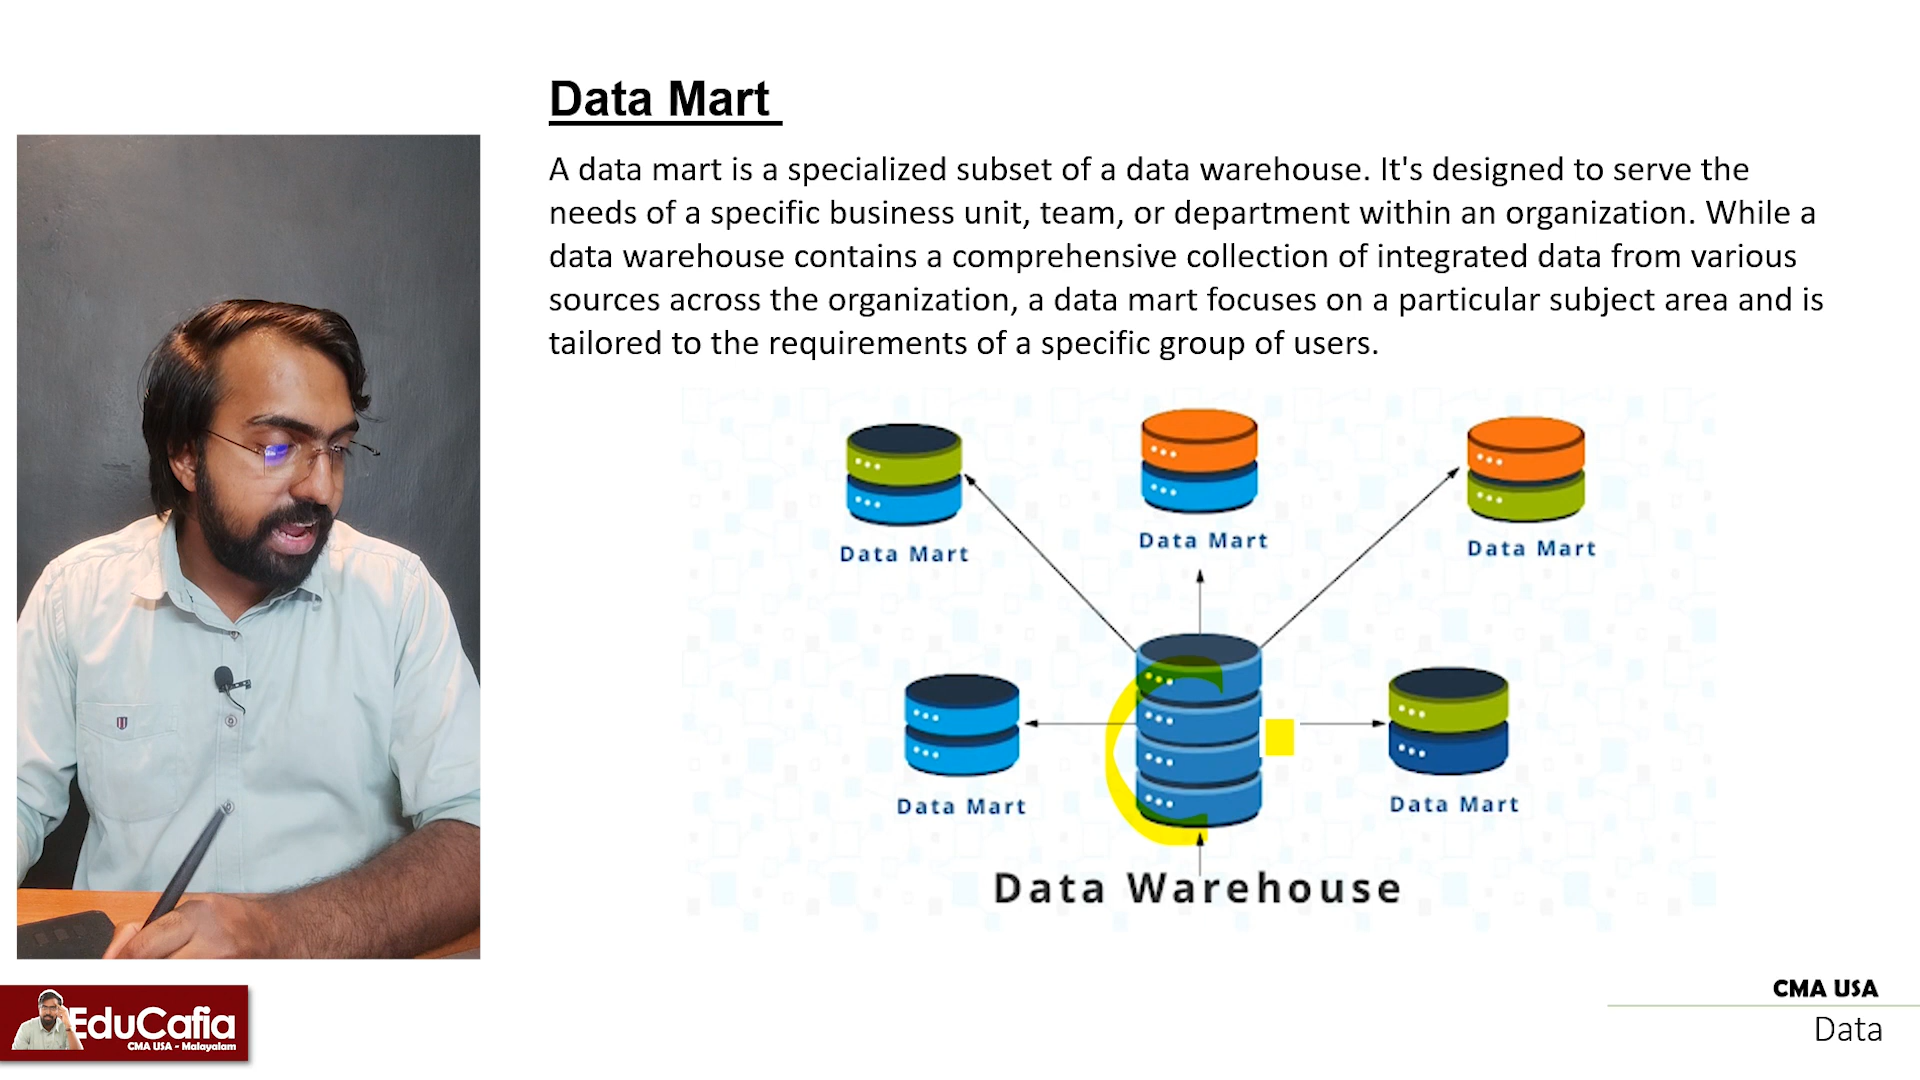 Data Mart
A data mart is a specialized subset of a data warehouse. It's designed to serve the
needs of a specific business unit, team, or department within an organization. While a
data warehouse contains a comprehensive collection of integrated data from various
sources across the organization, a data mart focuses on a particular subject area and is
tailored to the requirements of a specific group of users.
Data Mart
Data Mart
Data Mart
Data Mart
Data Mart
Data Warehouse
EduCafia
CMA USA - Malayalam
CMA USA
Data